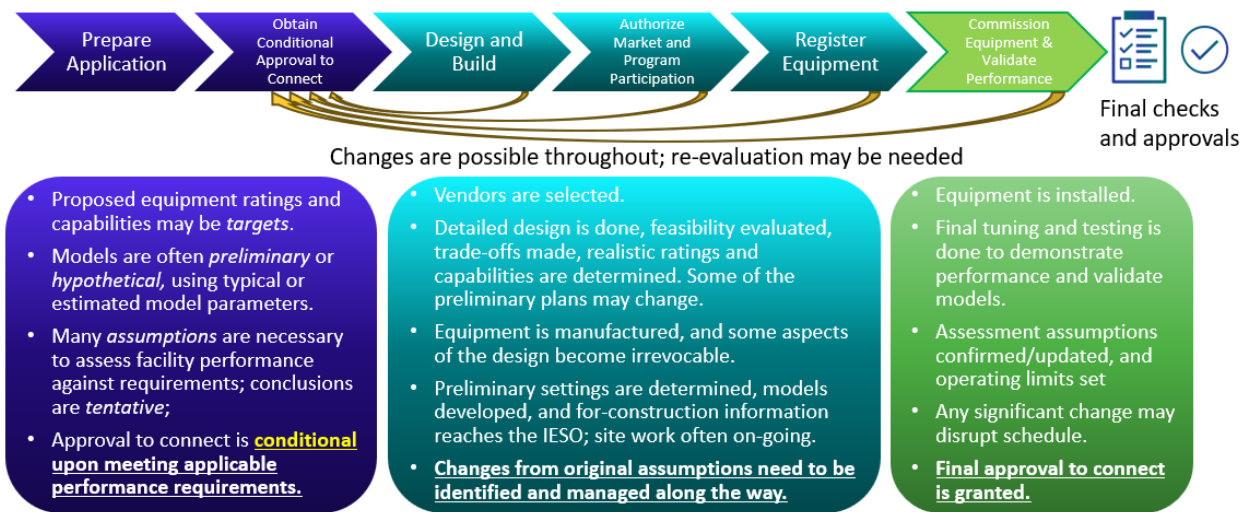 Prepare
Application
Obtain
Conditional
Approval to
Connect
Design and
Build
Authorize
Market and
Program
Participation
Register
Equipment
Commission
Equipment &
Validate
Performance
Final checks
and approvals
Changes are possible throughout; re-evaluation may be needed
• Proposed equipment ratings and
capabilities may be targets.
• Models are often preliminary or
hypothetical, using typical or
estimated model parameters.
• Many assumptions are necessary
to assess facility performance
against requirements; conclusions
are tentative;
• Approval to connect is conditional
upon meeting applicable
performance requirements.
• Vendors are selected.
• Detailed design is done, feasibility evaluated,
trade-offs made, realistic ratings and
capabilities are determined. Some of the
preliminary plans may change.
• Equipment is manufactured, and some aspects
of the design become irrevocable.
• Preliminary settings are determined, models
developed, and for-construction information
reaches the IESO; site work often on-going.
• Changes from original assumptions need to be
identified and managed along the way.
• Equipment is installed.
• Final tuning and testing is
done to demonstrate
performance and validate
models.
• Assessment assumptions
confirmed/updated, and
operating limits set
• Any significant change may
disrupt schedule.
• Final approval to connect
is granted.